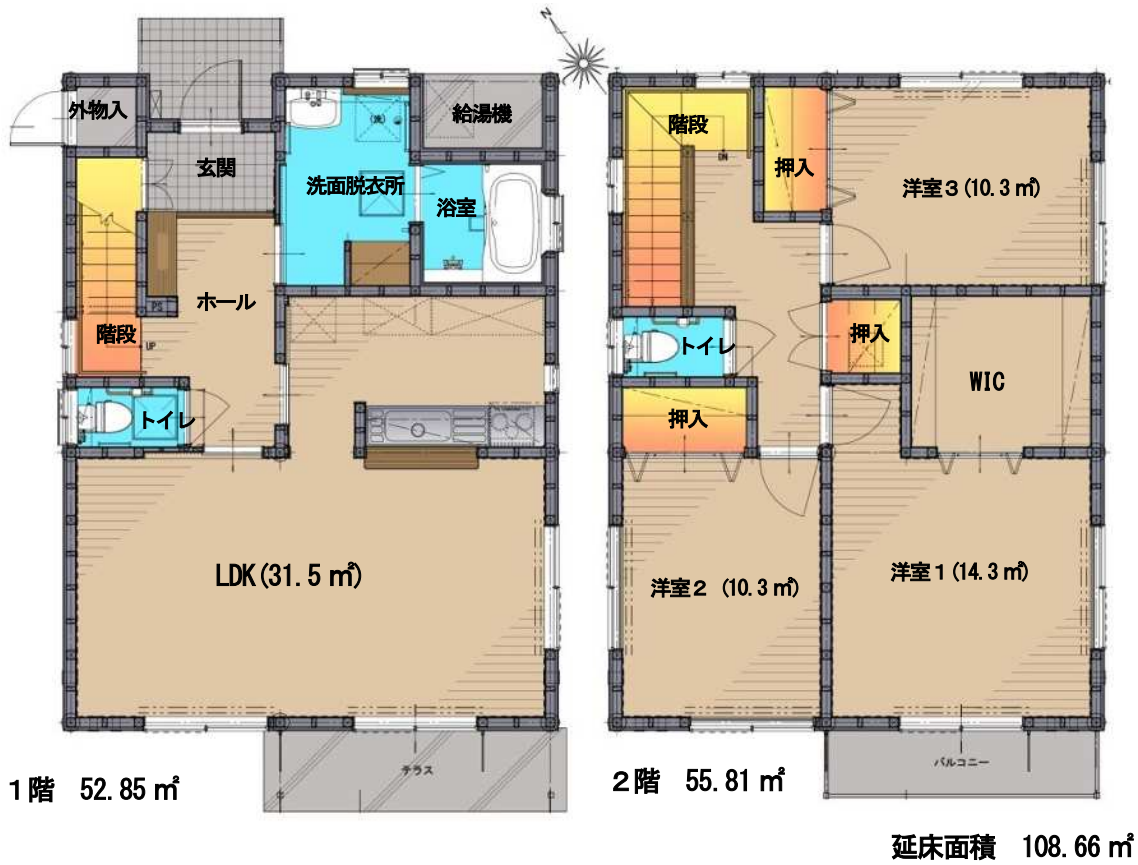 N
外物入
玄関
洗面脱衣所
給湯機
浴室
ホール
PS
階段
UP
トイレ
LDK(31.5㎡)
テラス
1階 52.85㎡
階段
DN
押入
洋室3(10.3㎡)
トイレ
押入
WIC
押入
洋室2 (10.3㎡)
洋室1(14.3㎡)
バルコニー
2階 55.81㎡
延床面積 108.66㎡